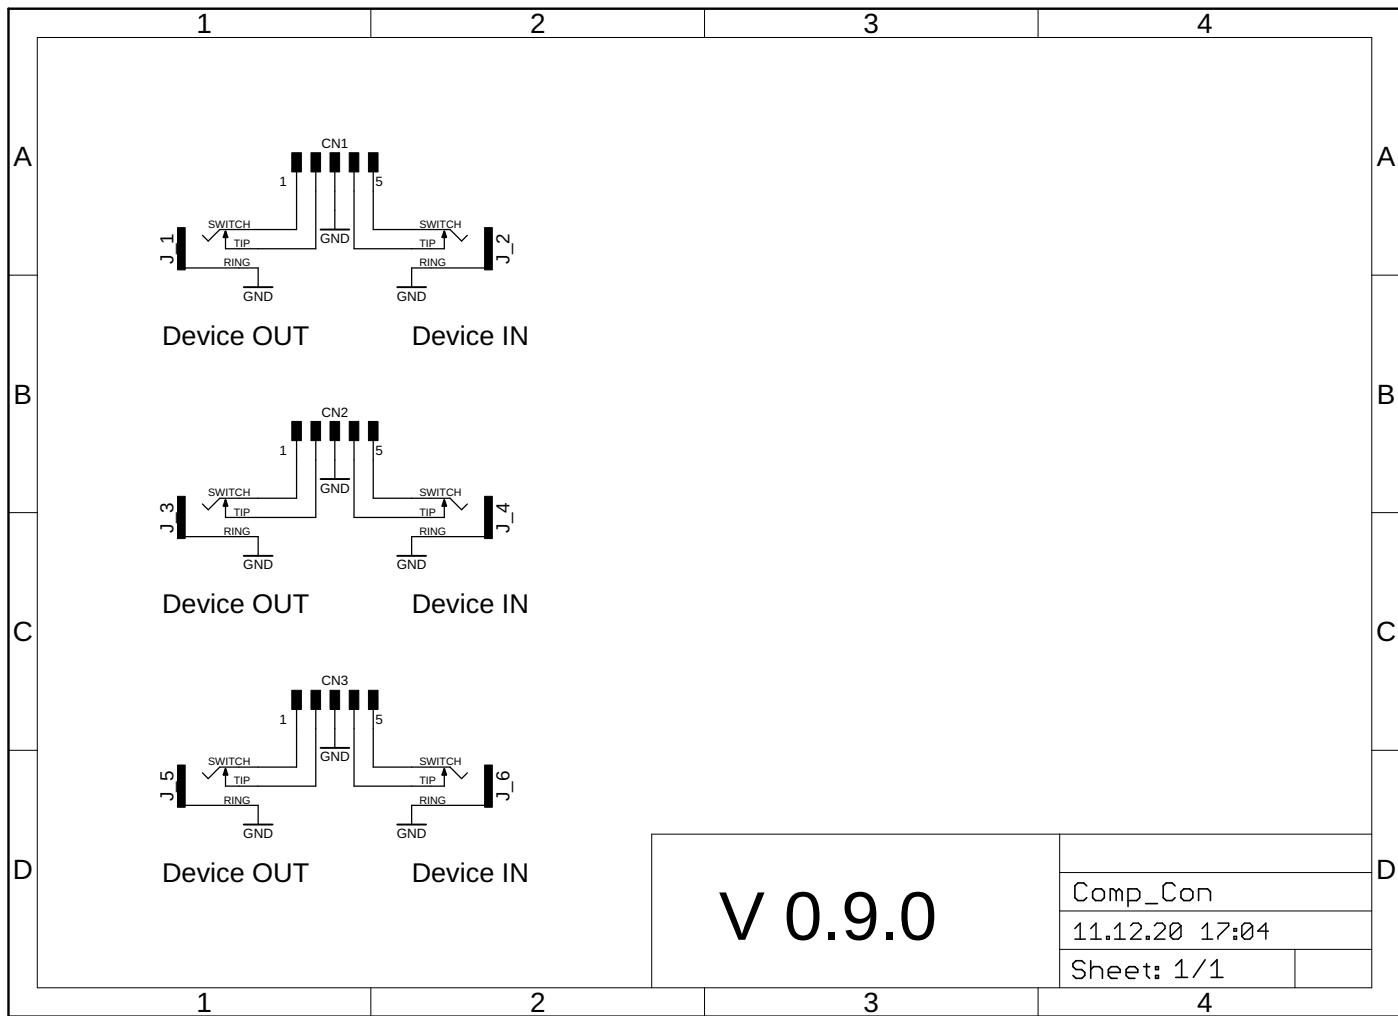 1 2 3 4
A A
CN1
1 5
SWITCH SWITCH
J_1 TIP GND TIP J_2
RING RING
GND GND
Device OUT Device IN
B B
CN2
1 5
SWITCH GND SWITCH
J_3 TIP TIP J_4
RING RING
GND GND
Device OUT Device IN
C C
CN3
1 5
SWITCH GND SWITCH
J_5 TIP TIP J_6
RING RING
GND GND
Device OUT Device IN
D D
V 0.9.0
Comp_Con
11.12.20 17:04
Sheet: 1/1
1 2 3 4